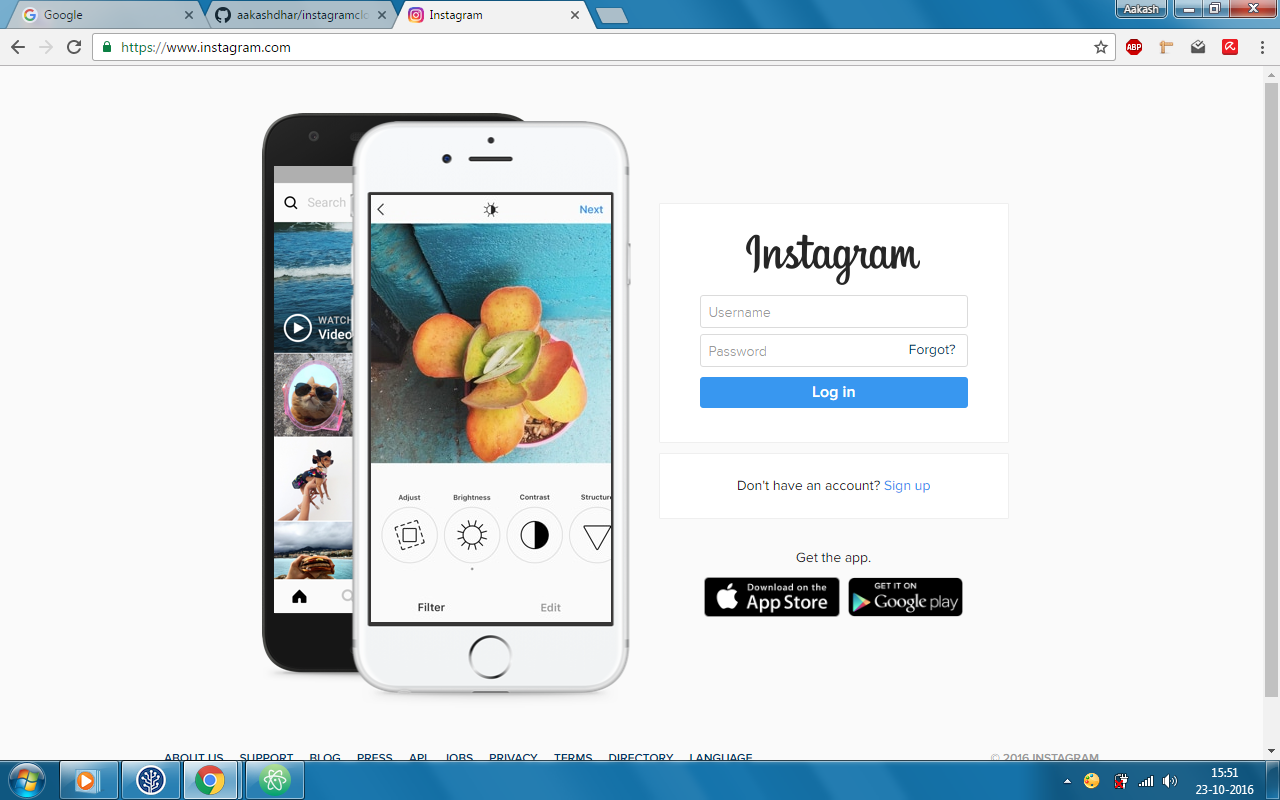 Google
aakashdhar/instagramclo
Instagram
Aakash
https://www.instagram.com
ABP
Search
WATCH
Video
Next
Adjust
Brightness
Contrast
Structure
Filter
Edit
Instagram
Username
Password
Forgot?
Log in
Don't have an account? Sign up
Get the app.
Download on the
App Store
GET IT ON
Google play
ABOUT US SUPPORT BLOG PRESS API JOBS PRIVACY TERMS DIRECTORY LANGUAGE
© 2016 INSTAGRAM
15:51
23-10-2016